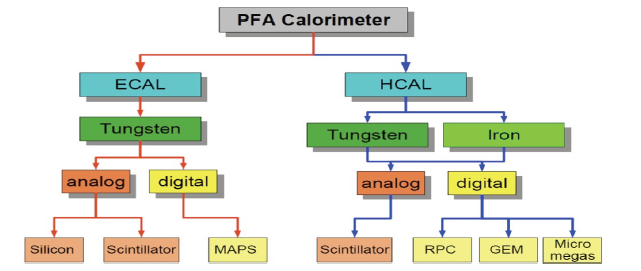 PFA Calorimeter
ECAL
HCAL
Tungsten
Tungsten
Iron
analog
digital
analog
digital
Silicon
Scintillator
MAPS
Scintillator
RPC
GEM
Micro
megas